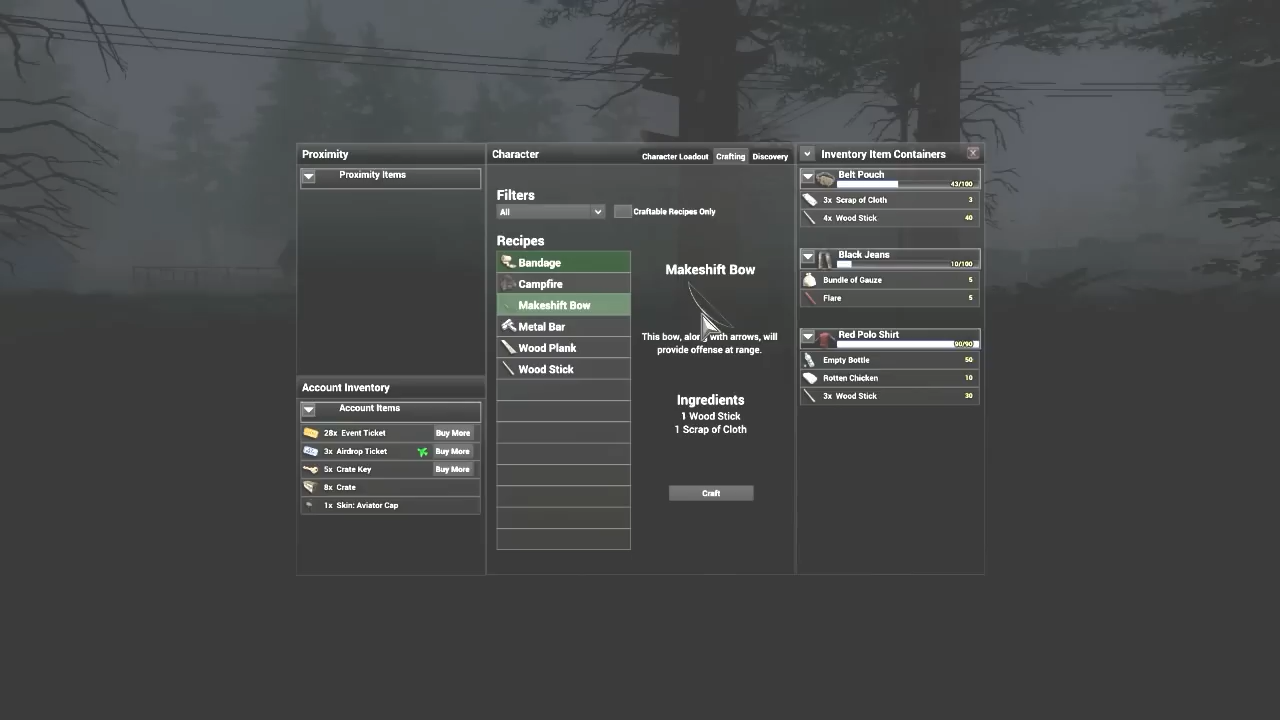 Proximity
Proximity Items
Account Inventory
Account Items
28x Event Ticket Buy More
3x Airdrop Ticket Buy More
5x Crate Key Buy More
8x Crate
1x Skin: Aviator Cap
Character
Character Loadout Crafting Discovery
Filters
All Craftable Recipes Only
Recipes
Bandage
Campfire
Makeshift Bow
Metal Bar
Wood Plank
Wood Stick
Makeshift Bow
This bow, along with arrows, will
provide offense at range.
Ingredients
1 Wood Stick
1 Scrap of Cloth
Craft
Inventory Item Containers
Belt Pouch
43/100
3x Scrap of Cloth 3
4x Wood Stick 40
Black Jeans
10/100
Bundle of Gauze 5
Flare 5
Red Polo Shirt
90/90
Empty Bottle 50
Rotten Chicken 10
3x Wood Stick 30